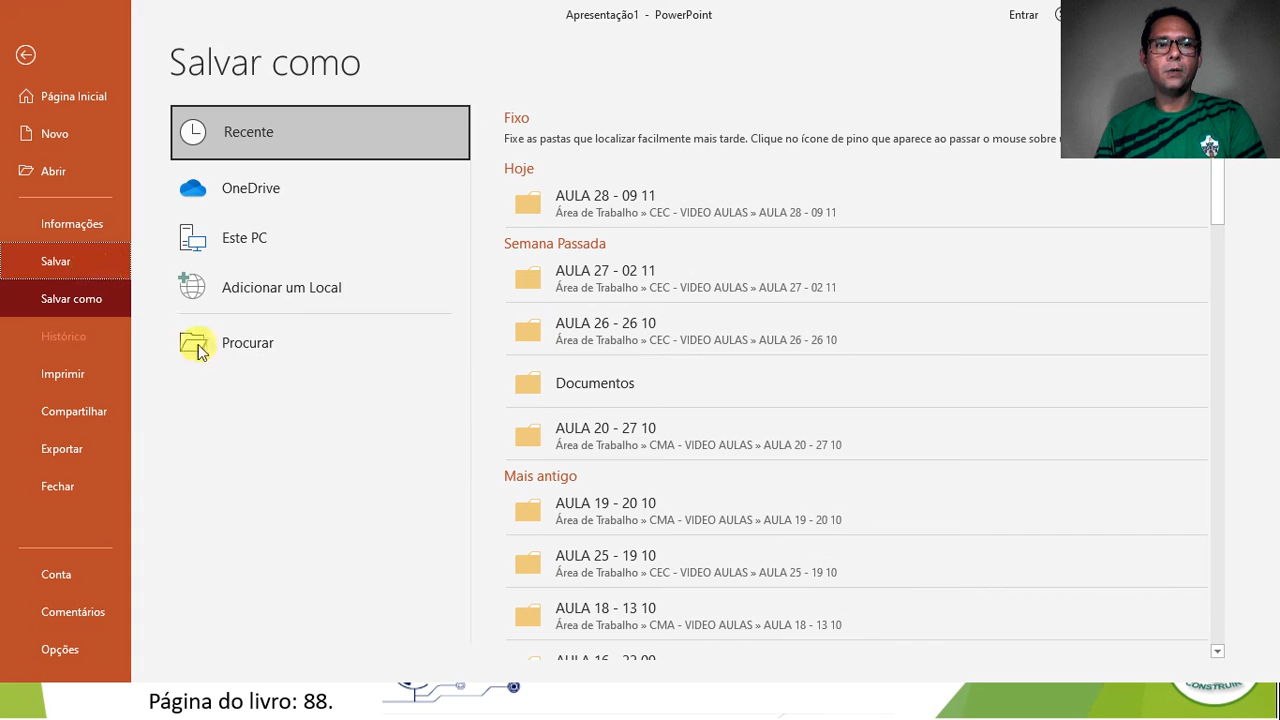 Apresentação1 - PowerPoint
Entrar
Salvar como
Página Inicial
Novo
Abrir
Informações
Salvar
Salvar como
Histórico
Imprimir
Compartilhar
Exportar
Fechar
Conta
Comentários
Opções
Recente
OneDrive
Este PC
Adicionar um Local
Procurar
Fixo
Fixe as pastas que localizar facilmente mais tarde. Clique no ícone de pino que aparece ao passar o mouse sobre
Hoje
AULA 28 - 09 11
Área de Trabalho » CEC - VIDEO AULAS » AULA 28 - 09 11
Semana Passada
AULA 27 - 02 11
Área de Trabalho » CEC - VIDEO AULAS » AULA 27 - 02 11
AULA 26 - 26 10
Área de Trabalho » CEC - VIDEO AULAS » AULA 26 - 26 10
Documentos
AULA 20 - 27 10
Área de Trabalho » CMA - VIDEO AULAS » AULA 20 - 27 10
Mais antigo
AULA 19 - 20 10
Área de Trabalho » CMA - VIDEO AULAS » AULA 19 - 20 10
AULA 25 - 19 10
Área de Trabalho » CEC - VIDEO AULAS » AULA 25 - 19 10
AULA 18 - 13 10
Área de Trabalho » CMA - VIDEO AULAS » AULA 18 - 13 10
Página do livro: 88.
CONSTRUIR